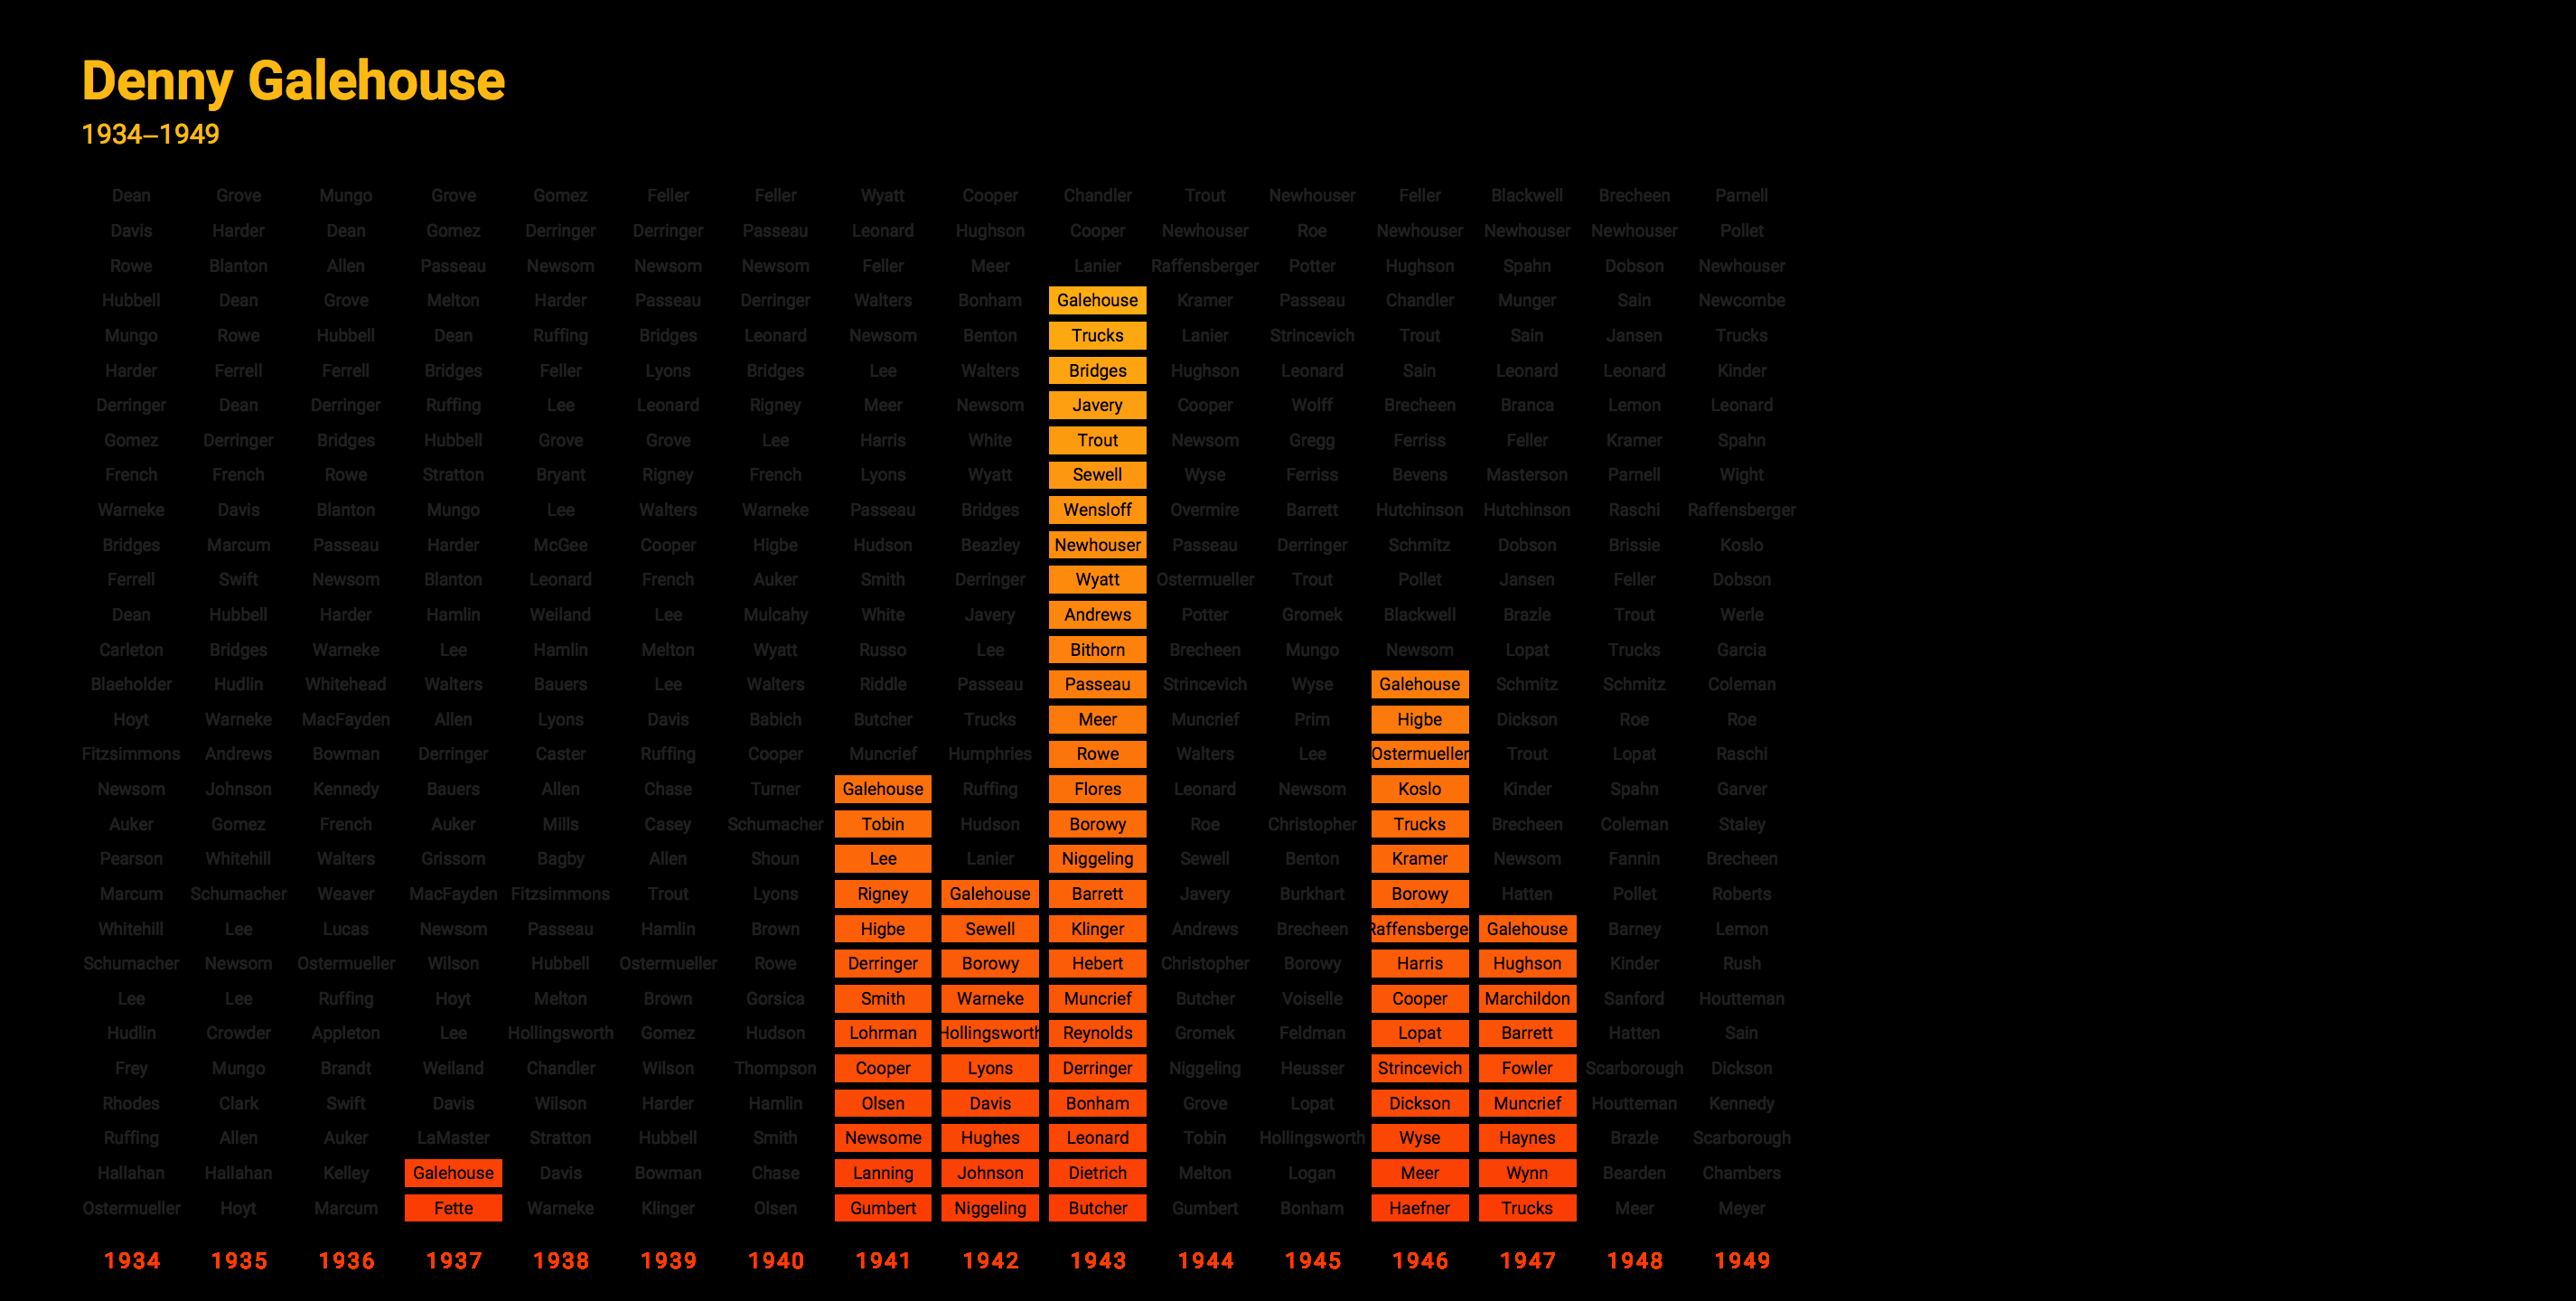 Denny Galehouse
1934–1949
Dean Grove Mungo Grove Gomez Feller Feller Wyatt Cooper Chandler Trout Newhouser Feller Blackwell Brecheen Parnell
Davis Harder Dean Gomez Derringer Derringer Passeau Leonard Hughson Cooper Newhouser Roe Newhouser Newhouser Newhouser Pollet
Rowe Blanton Allen Passeau Newsom Newsom Newsom Feller Meer Lanier Raffensberger Potter Hughson Spahn Dobson Newhouser
Hubbell Dean Grove Melton Harder Passeau Derringer Walters Bonham Galehouse Kramer Passeau Chandler Munger Sain Newcombe
Mungo Rowe Hubbell Dean Ruffing Bridges Leonard Newsom Benton Trucks Lanier Strincevich Trout Sain Jansen Trucks
Harder Ferrell Ferrell Bridges Feller Lyons Bridges Lee Walters Bridges Hughson Leonard Sain Leonard Leonard Kinder
Derringer Dean Derringer Ruffing Lee Leonard Rigney Meer Newsom Javery Cooper Wolff Brecheen Branca Lemon Leonard
Gomez Derringer Bridges Hubbell Grove Grove Lee Harris White Trout Newsom Gregg Ferriss Feller Kramer Spahn
French French Rowe Stratton Bryant Rigney French Lyons Wyatt Sewell Wyse Ferriss Bevens Masterson Parnell Wight
Warneke Davis Blanton Mungo Lee Walters Warneke Passeau Bridges Wensloff Overmire Barrett Hutchinson Hutchinson Raschi Raffensberger
Bridges Marcum Passeau Harder McGee Cooper Higbe Hudson Beazley Newhouser Passeau Derringer Schmitz Dobson Brissie Koslo
Ferrell Swift Newsom Blanton Leonard French Auker Smith Derringer Wyatt Ostermueller Trout Pollet Jansen Feller Dobson
Dean Hubbell Harder Hamlin Weiland Lee Mulcahy White Javery Andrews Potter Gromek Blackwell Brazle Trout Werle
Carleton Bridges Warneke Lee Hamlin Melton Wyatt Russo Lee Bithorn Brecheen Mungo Newsom Lopat Trucks Garcia
Blaeholder Hudlin Whitehead Walters Bauers Lee Walters Riddle Passeau Passeau Strincevich Wyse Galehouse Schmitz Schmitz Coleman
Hoyt Warneke MacFayden Allen Lyons Davis Babich Butcher Trucks Meer Muncrief Prim Higbe Dickson Roe Roe
Fitzsimmons Andrews Bowman Derringer Caster Ruffing Cooper Muncrief Humphries Rowe Walters Lee Ostermueller Trout Lopat Raschi
Newsom Johnson Kennedy Bauers Allen Chase Turner Galehouse Ruffing Flores Leonard Newsom Koslo Kinder Spahn Garver
Auker Gomez French Auker Mills Casey Schumacher Tobin Hudson Borowy Roe Christopher Trucks Brecheen Coleman Staley
Pearson Whitehill Walters Grissom Bagby Allen Shoun Lee Lanier Niggeling Sewell Benton Kramer Newsom Fannin Brecheen
Marcum Schumacher Weaver MacFayden Fitzsimmons Trout Lyons Rigney Galehouse Barrett Javery Burkhart Borowy Hatten Pollet Roberts
Whitehill Lee Lucas Newsom Passeau Hamlin Brown Higbe Sewell Klinger Andrews Brecheen Raffensberge Galehouse Barney Lemon
Schumacher Newsom Ostermueller Wilson Hubbell Ostermueller Rowe Derringer Borowy Hebert Christopher Borowy Harris Hughson Kinder Rush
Lee Lee Ruffing Hoyt Melton Brown Gorsica Smith Warneke Muncrief Butcher Voiselle Cooper Marchildon Sanford Houtteman
Hudlin Crowder Appleton Lee Hollingsworth Gomez Hudson Lohrman Hollingsworth Reynolds Gromek Feldman Lopat Barrett Hatten Sain
Frey Mungo Brandt Weiland Chandler Wilson Thompson Cooper Lyons Derringer Niggeling Heusser Strincevich Fowler Scarborough Dickson
Rhodes Clark Swift Davis Wilson Harder Hamlin Olsen Davis Bonham Grove Lopat Dickson Muncrief Houtteman Kennedy
Ruffing Allen Auker LaMaster Stratton Hubbell Smith Newsome Hughes Leonard Tobin Hollingsworth Wyse Haynes Brazle Scarborough
Hallahan Hallahan Kelley Galehouse Davis Bowman Chase Lanning Johnson Dietrich Melton Logan Meer Wynn Bearden Chambers
Ostermueller Hoyt Marcum Fette Warneke Klinger Olsen Gumbert Niggeling Butcher Gumbert Bonham Haefner Trucks Meer Meyer
1934 1935 1936 1937 1938 1939 1940 1941 1942 1943 1944 1945 1946 1947 1948 1949